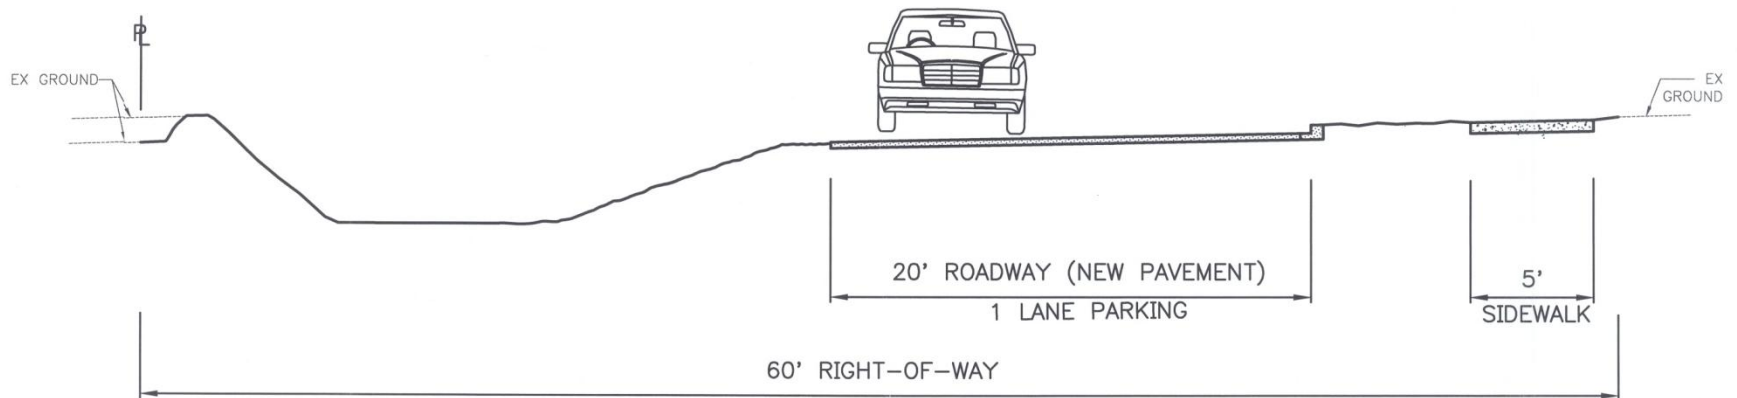 PL
EX GROUND
EX
GROUND
20' ROADWAY (NEW PAVEMENT)
1 LANE PARKING
5'
SIDEWALK
60' RIGHT-OF-WAY